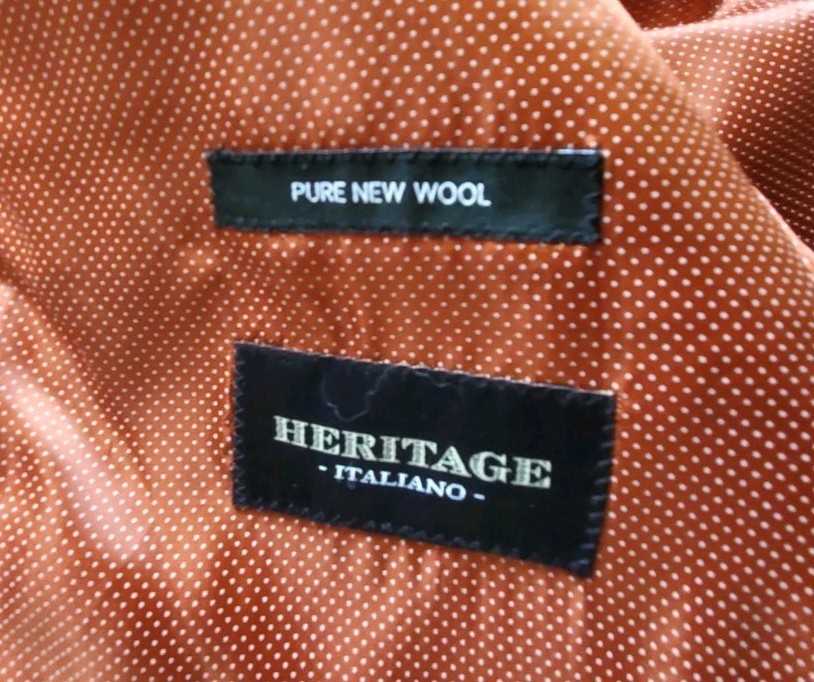 PURE NEW WOOL
HERITAGE
- ITALIANO -